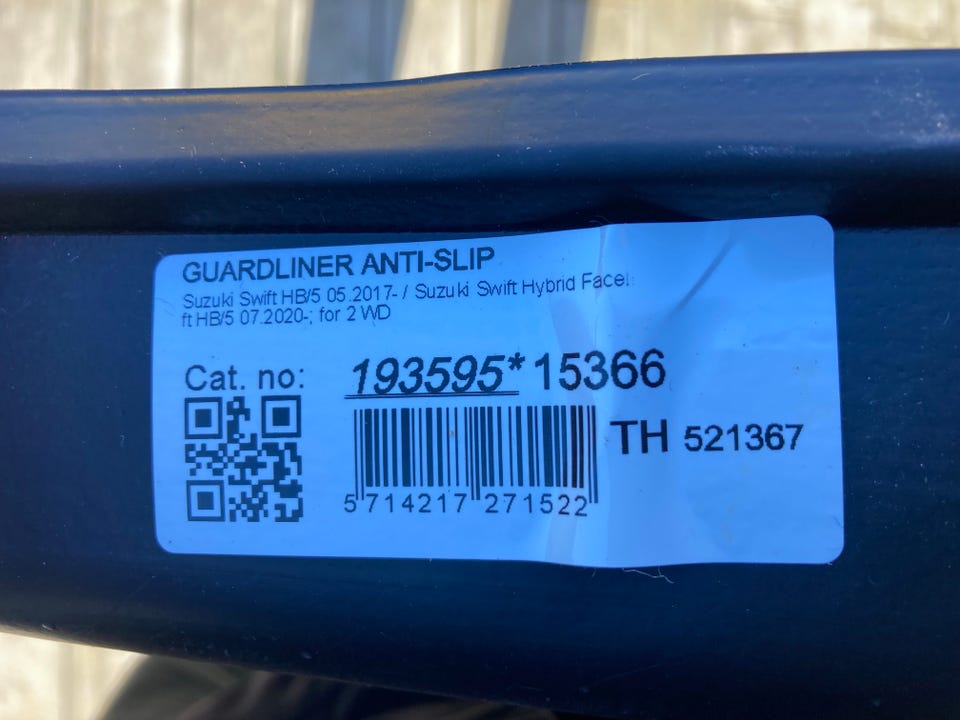 GUARDLINER ANTI-SLIP
Suzuki Swift HB/5 05.2017- / Suzuki Swift Hybrid Faceli
ft HB/5 07.2020-; for 2 WD
Cat. no: 193595*15366
TH 521367
5 714217 271522